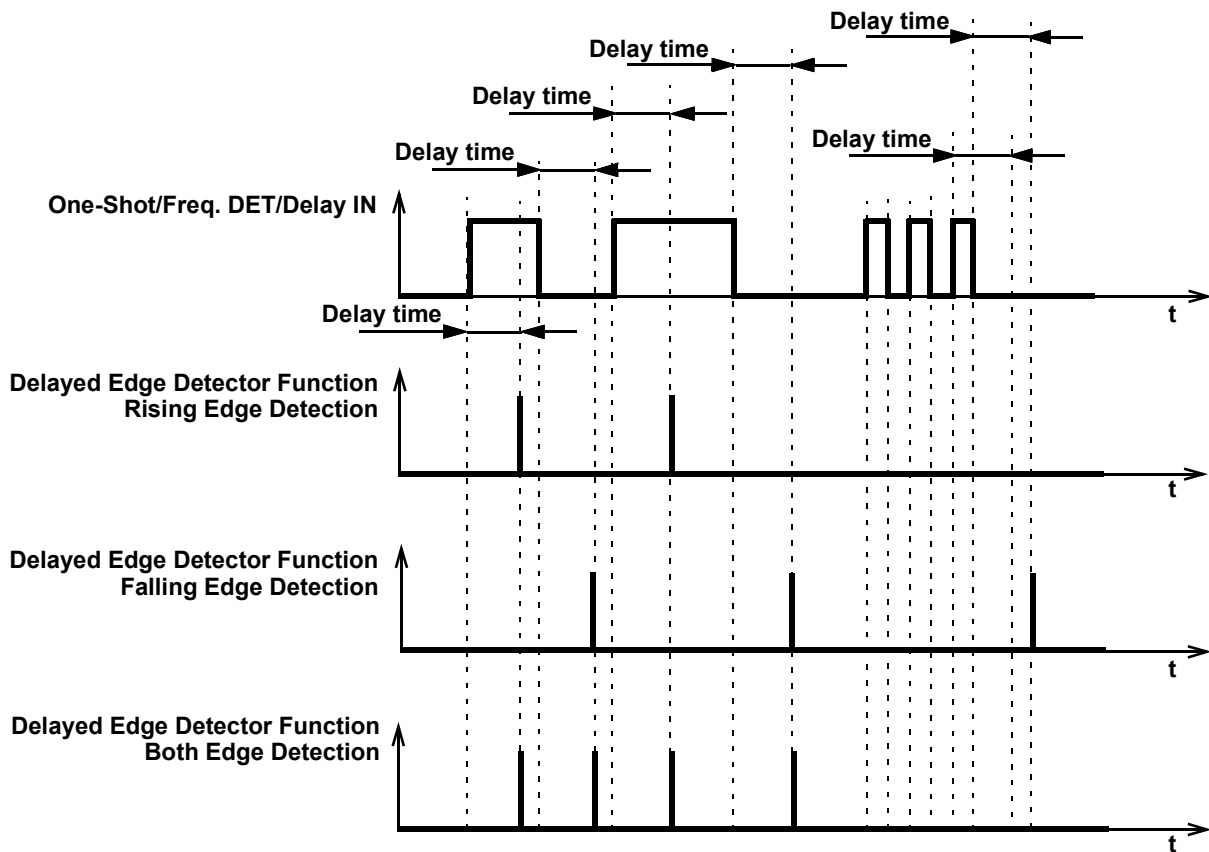 Delay time
Delay time
Delay time
Delay time
Delay time
One-Shot/Freq. DET/Delay IN
t
Delay time
Delayed Edge Detector Function
Rising Edge Detection
t
Delayed Edge Detector Function
Falling Edge Detection
t
Delayed Edge Detector Function
Both Edge Detection
t